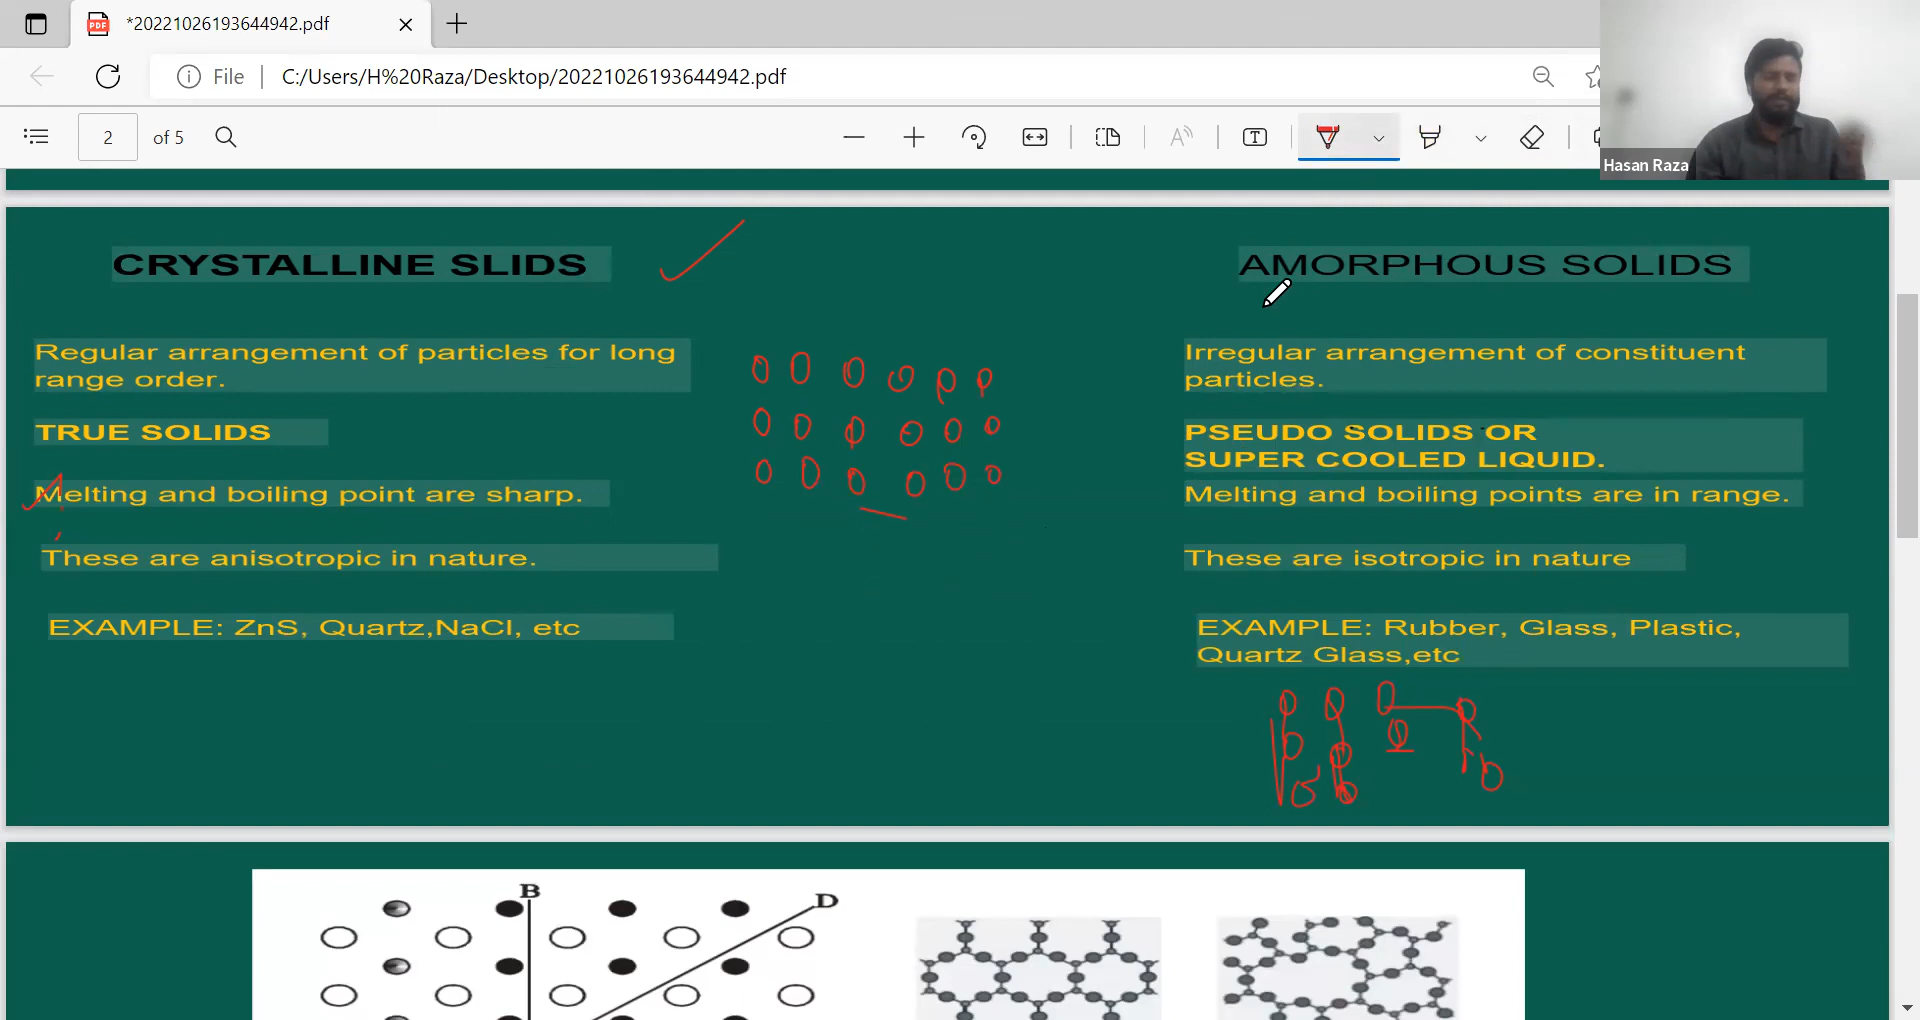 *20221026193644942.pdf
File
C:/Users/H%20Raza/Desktop/20221026193644942.pdf
2 of 5
Hasan Raza
CRYSTALLINE SLIDS
Regular arrangement of particles for long
range order.
TRUE SOLIDS
Melting and boiling point are sharp.
These are anisotropic in nature.
EXAMPLE: ZnS, Quartz,NaCl, etc
AMORPHOUS SOLIDS
Irregular arrangement of constituent
particles.
PSEUDO SOLIDS OR
SUPER COOLED LIQUID.
Melting and boiling points are in range.
These are isotropic in nature
EXAMPLE: Rubber, Glass, Plastic,
Quartz Glass,etc
B
D